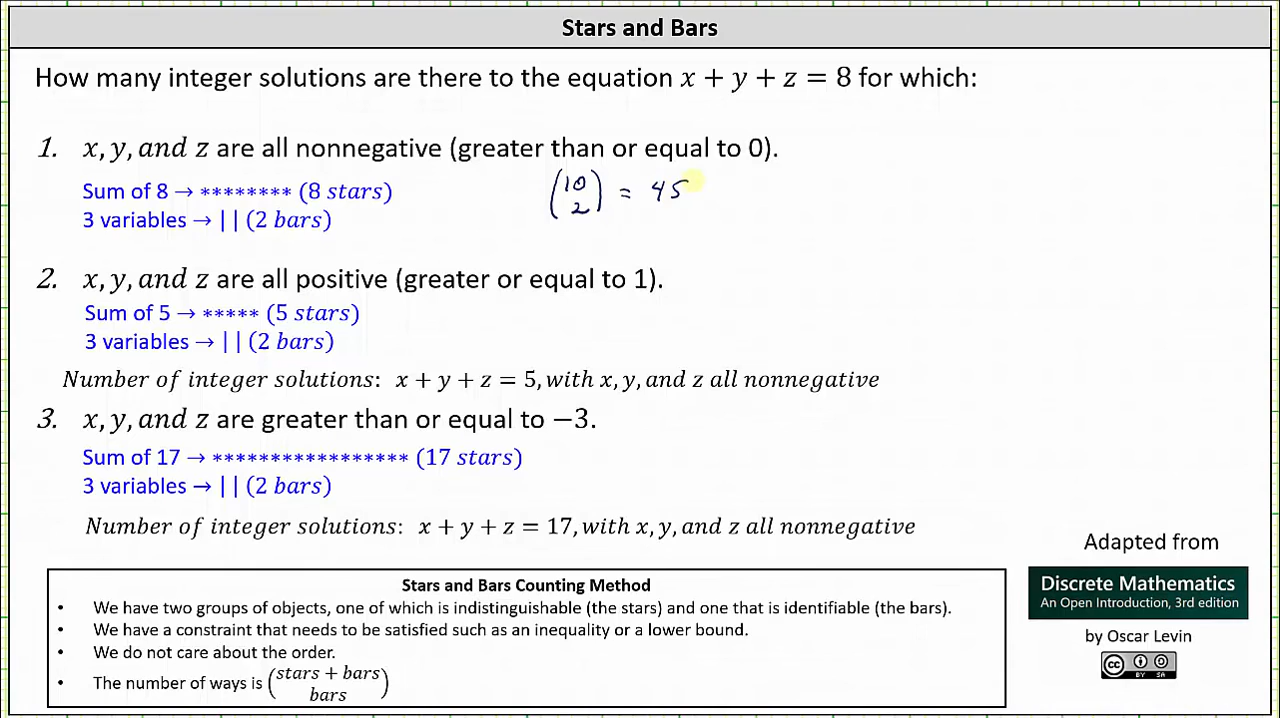 Stars and Bars
How many integer solutions are there to the equation x + y + z = 8 for which:
1. x, y, and z are all nonnegative (greater than or equal to 0).
Sum of 8 → ******** (8 stars)
(10 2) = 45
3 variables → | | (2 bars)
2. x, y, and z are all positive (greater or equal to 1).
Sum of 5 → ***** (5 stars)
3 variables → | | (2 bars)
Number of integer solutions: x + y + z = 5, with x, y, and z all nonnegative
3. x, y, and z are greater than or equal to −3.
Sum of 17 → ***************** (17 stars)
3 variables → | | (2 bars)
Number of integer solutions: x + y + z = 17, with x, y, and z all nonnegative
Stars and Bars Counting Method
• We have two groups of objects, one of which is indistinguishable (the stars) and one that is identifiable (the bars).
• We have a constraint that needs to be satisfied such as an inequality or a lower bound.
• We do not care about the order.
• The number of ways is (stars + bars
bars)
Adapted from
Discrete Mathematics
An Open Introduction, 3rd edition
by Oscar Levin
cc BY SA